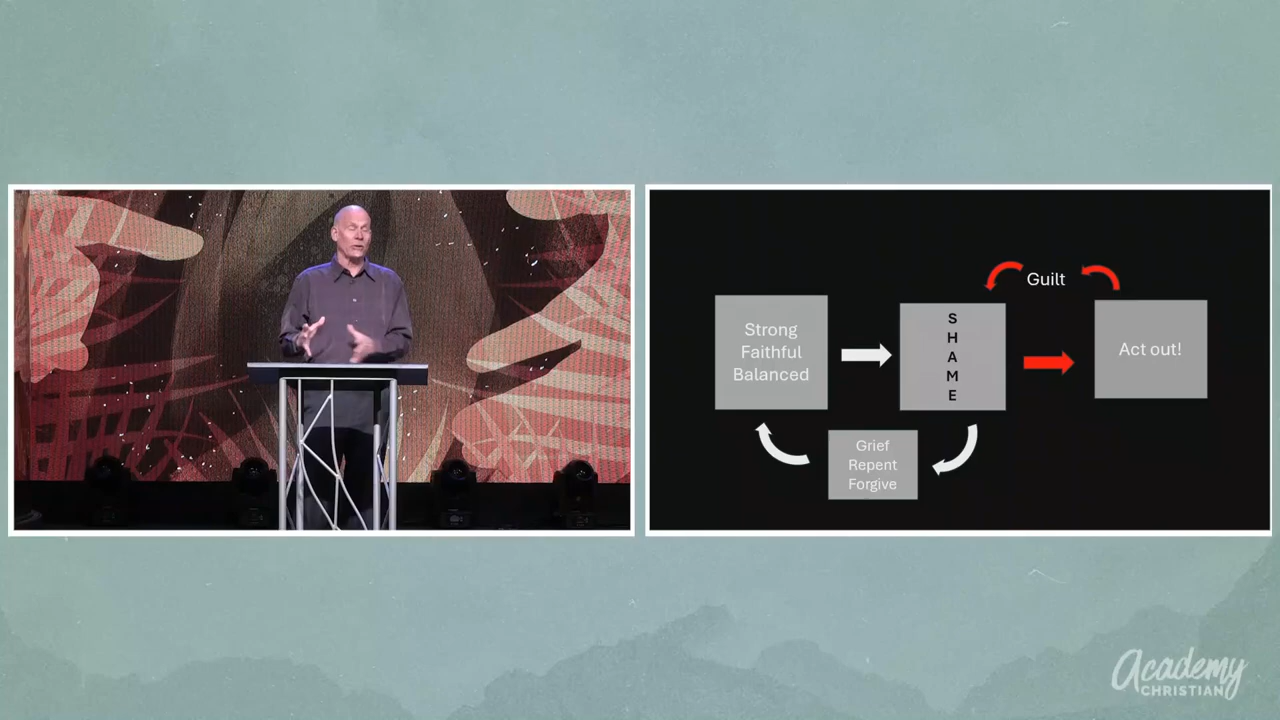 Guilt
Strong
Faithful
Balanced
S
H
A
M
E
Act out!
Grief
Repent
Forgive
Academy
CHRISTIAN